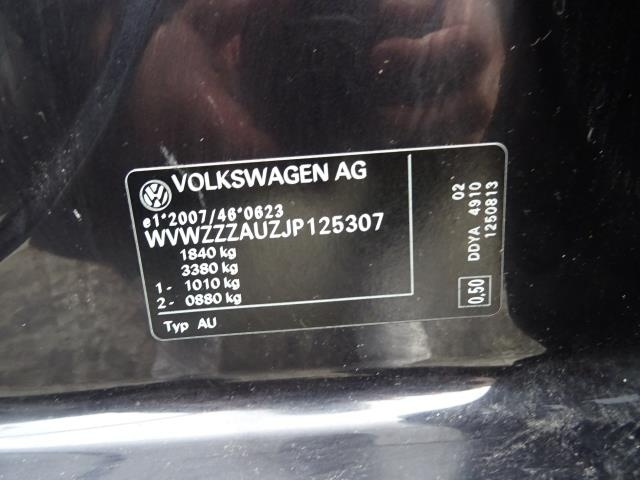 VOLKSWAGEN AG
e1*2007/46*0623
WVWZZZAUZJP125307
1840 kg
3380 kg
1- 1010 kg
2- 0880 kg
Typ AU
02
DDYA 4910
1250813
0,50